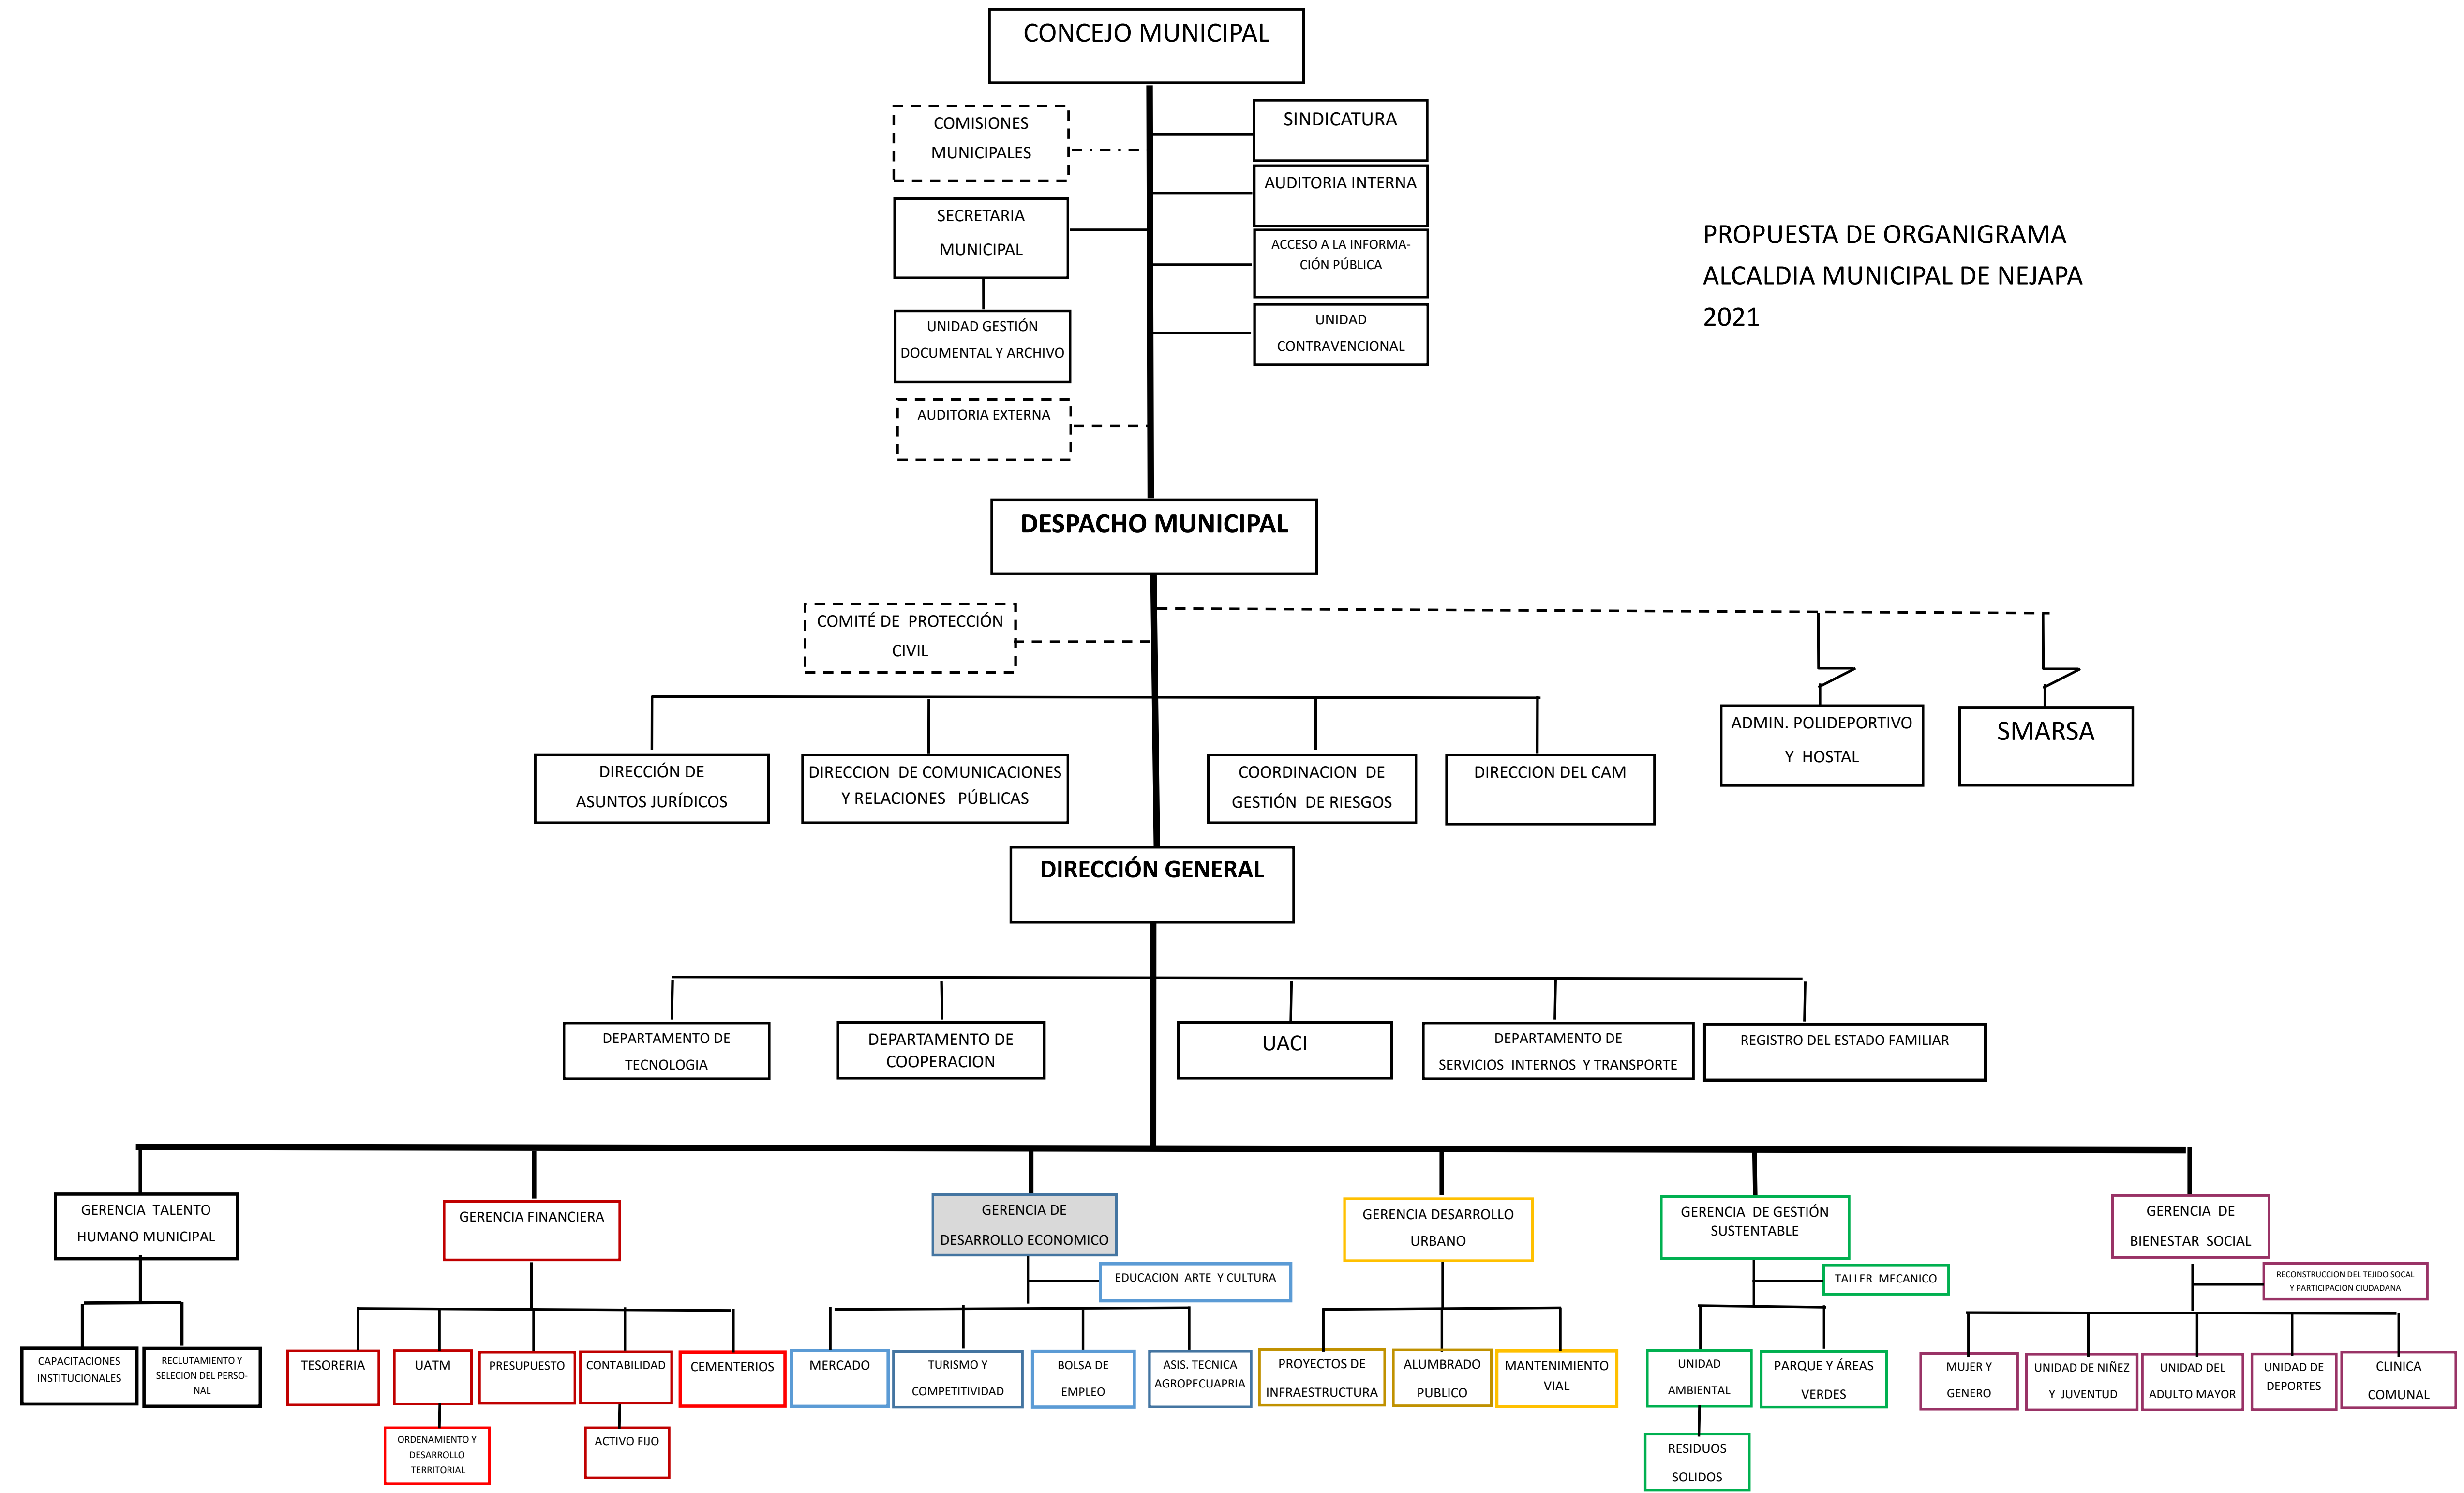 CONCEJO MUNICIPAL
COMISIONES
MUNICIPALES
SINDICATURA
AUDITORIA INTERNA
SECRETARIA
MUNICIPAL
ACCESO A LA INFORMA-
CIÓN PÚBLICA
UNIDAD GESTIÓN
DOCUMENTAL Y ARCHIVO
UNIDAD
CONTRAVENCIONAL
AUDITORIA EXTERNA
PROPUESTA DE ORGANIGRAMA
ALCALDIA MUNICIPAL DE NEJAPA
2021
DESPACHO MUNICIPAL
COMITÉ DE PROTECCIÓN
CIVIL
ADMIN. POLIDEPORTIVO
Y HOSTAL
SMARSA
DIRECCIÓN DE
ASUNTOS JURÍDICOS
DIRECCION DE COMUNICACIONES
Y RELACIONES PÚBLICAS
COORDINACION DE
GESTIÓN DE RIESGOS
DIRECCION DEL CAM
DIRECCIÓN GENERAL
DEPARTAMENTO DE
TECNOLOGIA
DEPARTAMENTO DE
COOPERACION
UACI
DEPARTAMENTO DE
SERVICIOS INTERNOS Y TRANSPORTE
REGISTRO DEL ESTADO FAMILIAR
GERENCIA TALENTO
HUMANO MUNICIPAL
GERENCIA FINANCIERA
GERENCIA DE
DESARROLLO ECONOMICO
GERENCIA DESARROLLO
URBANO
GERENCIA DE GESTIÓN
SUSTENTABLE
GERENCIA DE
BIENESTAR SOCIAL
EDUCACION ARTE Y CULTURA
TALLER MECANICO
RECONSTRUCCION DEL TEJIDO SOCAL
Y PARTICIPACION CIUDADANA
CAPACITACIONES
INSTITUCIONALES
RECLUTAMIENTO Y
SELECION DEL PERSO-
NAL
TESORERIA
UATM
PRESUPUESTO
CONTABILIDAD
CEMENTERIOS
MERCADO
TURISMO Y
COMPETITIVIDAD
BOLSA DE
EMPLEO
ASIS. TECNICA
AGROPECUAPRIA
PROYECTOS DE
INFRAESTRUCTURA
ALUMBRADO
PUBLICO
MANTENIMIENTO
VIAL
UNIDAD
AMBIENTAL
PARQUE Y ÁREAS
VERDES
MUJER Y
GENERO
UNIDAD DE NIÑEZ
Y JUVENTUD
UNIDAD DEL
ADULTO MAYOR
UNIDAD DE
DEPORTES
CLINICA
COMUNAL
ORDENAMIENTO Y
DESARROLLO
TERRITORIAL
ACTIVO FIJO
RESIDUOS
SOLIDOS